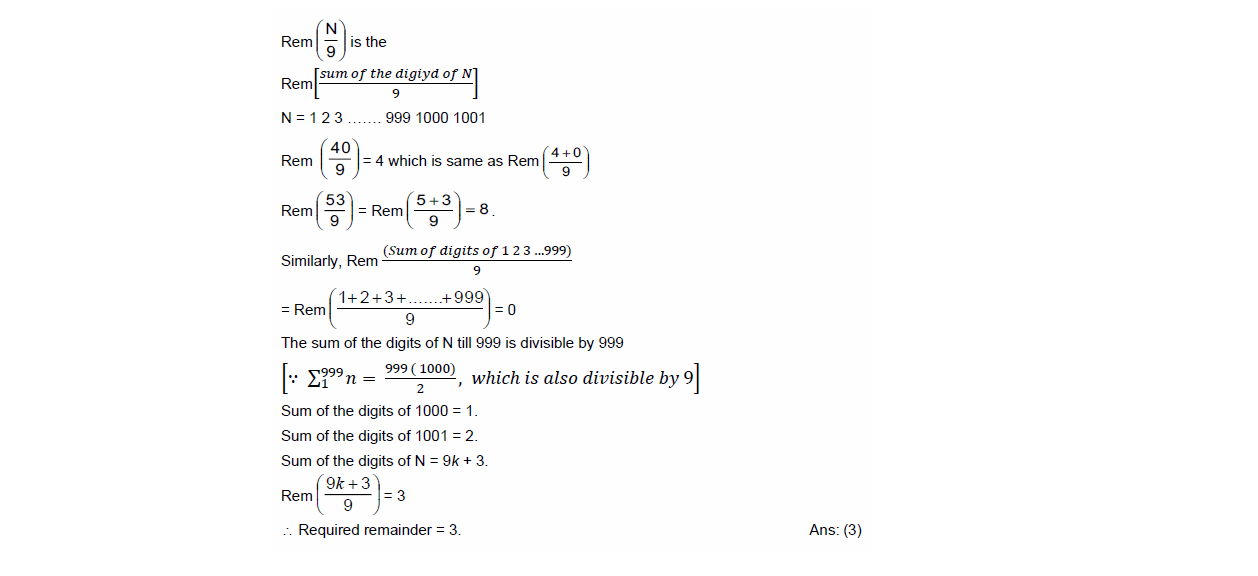 Rem(N/9) is the
Rem[sum of the digiyd of N/9]
N = 1 2 3 ....... 999 1000 1001
Rem (40/9) = 4 which is same as Rem(4+0/9)
Rem(53/9) = Rem(5+3/9) = 8.
Similarly, Rem (Sum of digits of 1 2 3 ...999)/9
= Rem(1+2+3+.......+999/9) = 0
The sum of the digits of N till 999 is divisible by 999
[∵ ∑₁⁹⁹⁹ n = 999(1000)/2, which is also divisible by 9]
Sum of the digits of 1000 = 1.
Sum of the digits of 1001 = 2.
Sum of the digits of N = 9k + 3.
Rem(9k+3/9) = 3
∴ Required remainder = 3. Ans: (3)